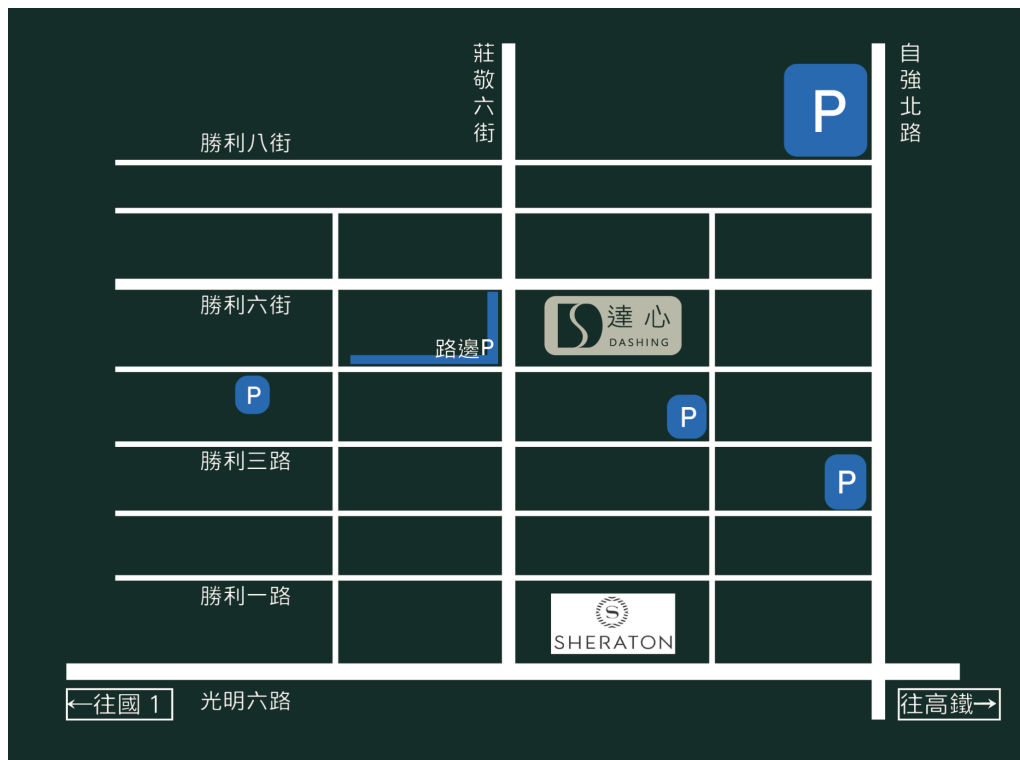 莊敬六街
自強北路
P
勝利八街
勝利六街
達心
DASHING
路邊P
P
P
勝利三路
P
勝利一路
S
SHERATON
←往國1
光明六路
往高鐵→